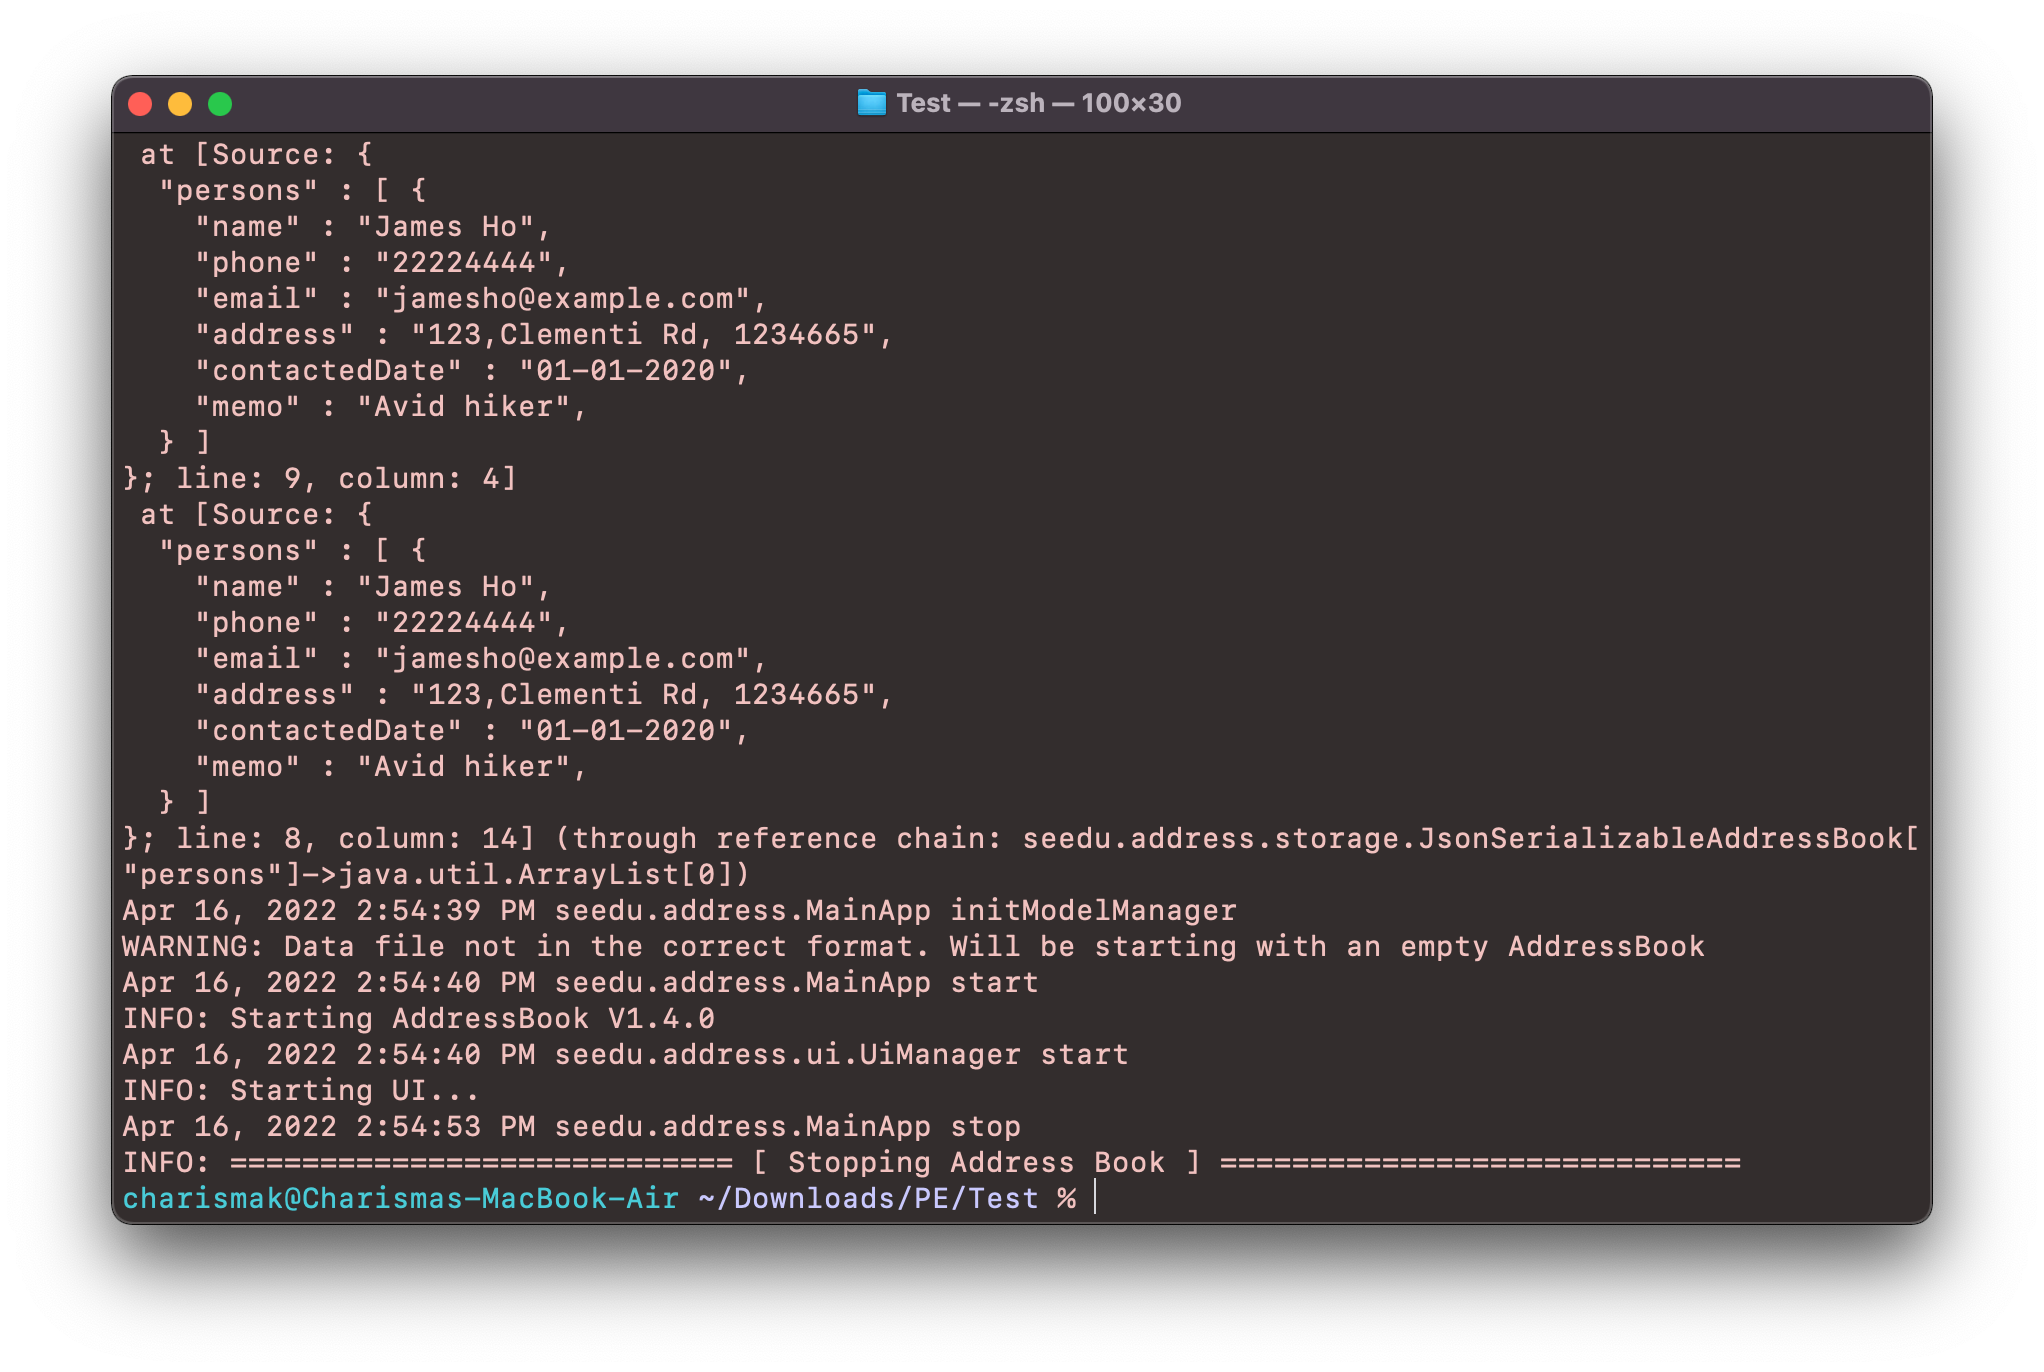 Test — -zsh — 100×30
 at [Source: {
  "persons" : [ {
    "name" : "James Ho",
    "phone" : "22224444",
    "email" : "jamesho@example.com",
    "address" : "123,Clementi Rd, 1234665",
    "contactedDate" : "01-01-2020",
    "memo" : "Avid hiker",
  } ]
}; line: 9, column: 4]
 at [Source: {
  "persons" : [ {
    "name" : "James Ho",
    "phone" : "22224444",
    "email" : "jamesho@example.com",
    "address" : "123,Clementi Rd, 1234665",
    "contactedDate" : "01-01-2020",
    "memo" : "Avid hiker",
  } ]
}; line: 8, column: 14] (through reference chain: seedu.address.storage.JsonSerializableAddressBook[
"persons"]->java.util.ArrayList[0])
Apr 16, 2022 2:54:39 PM seedu.address.MainApp initModelManager
WARNING: Data file not in the correct format. Will be starting with an empty AddressBook
Apr 16, 2022 2:54:40 PM seedu.address.MainApp start
INFO: Starting AddressBook V1.4.0
Apr 16, 2022 2:54:40 PM seedu.address.ui.UiManager start
INFO: Starting UI...
Apr 16, 2022 2:54:53 PM seedu.address.MainApp stop
INFO: ============================ [ Stopping Address Book ] =============================
charismak@Charismas-MacBook-Air ~/Downloads/PE/Test %